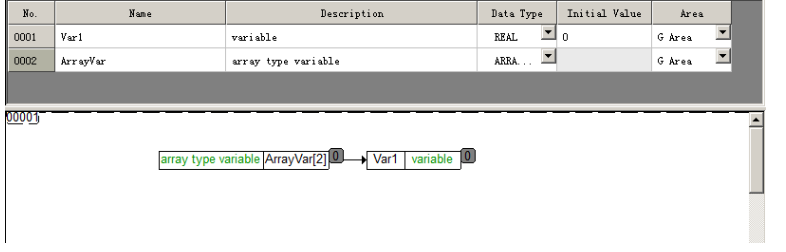 No. Name Description Data Type Initial Value Area
0001 Var1 variable REAL 0 G Area
0002 ArrayVar array type variable ARRA... G Area
00001
array type variable ArrayVar[2] 0 Var1 variable 0